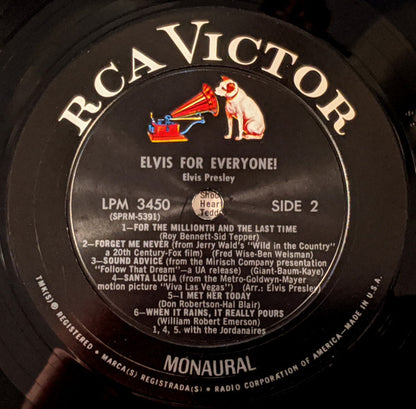 RCA VICTOR
ELVIS FOR EVERYONE!
Elvis Presley
LPM 3450
(SPRM-5391)
SIDE 2
1—FOR THE MILLIONTH AND THE LAST TIME
(Roy Bennett-Sid Tepper)
2—FORGET ME NEVER (from Jerry Wald's "Wild in the Country"
a 20th Century-Fox film) (Fred Wise-Ben Weisman)
3—SOUND ADVICE (from the Mirisch Company presentation
"Follow That Dream"—a UA release) (Giant-Baum-Kaye)
4—SANTA LUCIA (from the Metro-Goldwyn-Mayer
motion picture "Viva Las Vegas") (Arr.: Elvis Presley)
5—I MET HER TODAY
(Don Robertson-Hal Blair)
6—WHEN IT RAINS, IT REALLY POURS
(William Robert Emerson)
1, 4, 5. with the Jordanaires
MONAURAL
TMK(S) ® REGISTERED • MARCA(S) REGISTRADA(S) • RADIO CORPORATION OF AMERICA—MADE IN U.S.A.